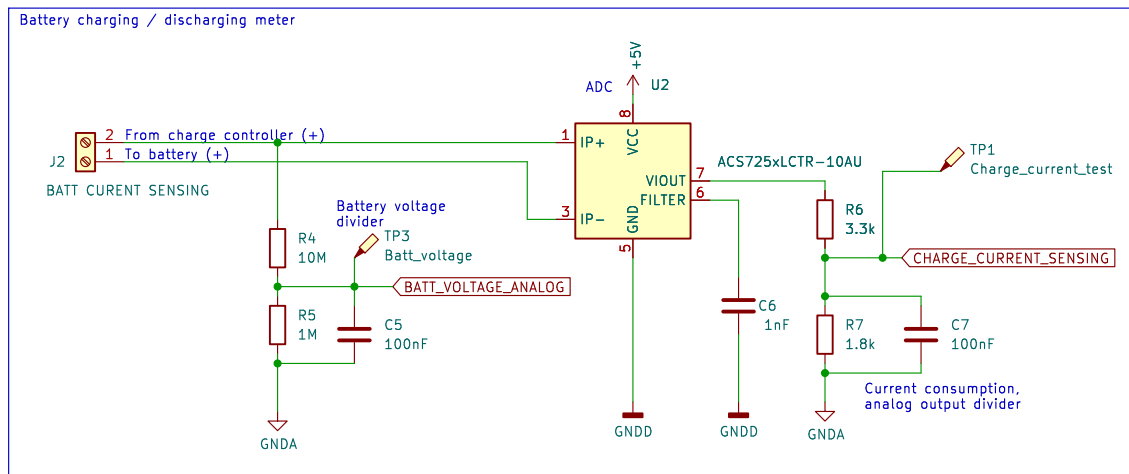 Battery charging / discharging meter
+5V
ADC
U2
8
VCC
2
From charge controller (+)
1
IP+
J2
1
To battery (+)
ACS725xLCTR-10AU
TP1
Charge_current_test
BATT CURENT SENSING
VIOUT
7
FILTER
6
Battery voltage
divider
TP3
Batt_voltage
3
IP-
GND
5
R6
3.3k
R4
10M
CHARGE_CURRENT_SENSING
BATT_VOLTAGE_ANALOG
R5
1M
C5
100nF
C6
1nF
R7
1.8k
C7
100nF
Current consumption,
analog output divider
GNDA
GNDD
GNDD
GNDA